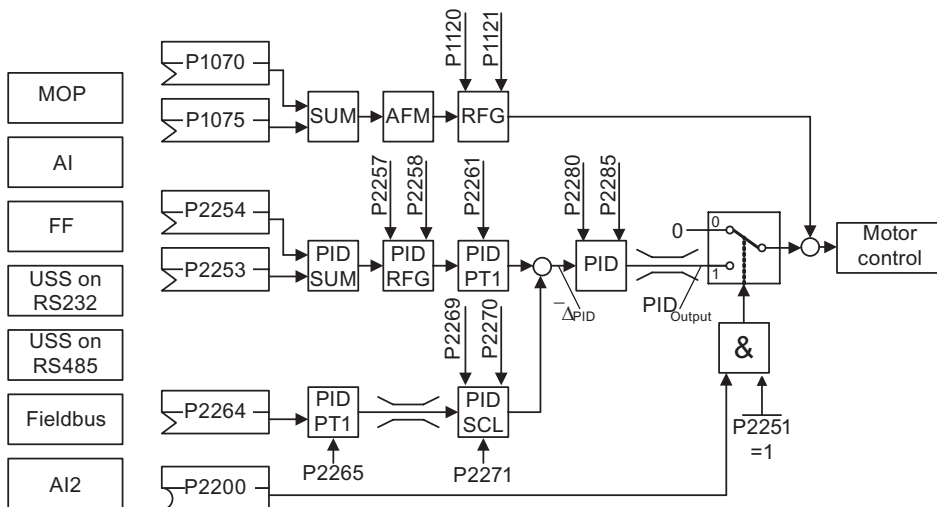 MOP
AI
FF
USS on
RS232
USS on
RS485
Fieldbus
AI2
P1070
P1075
SUM
AFM
RFG
P1120
P1121
P2254
P2253
PID
SUM
PID
RFG
PID
PT1
P2257
P2258
P2261
P2280
P2285
PID
−
ΔPID
PIDOutput
0
0
1
Motor
control
&
P2251
=1
P2264
PID
PT1
P2265
PID
SCL
P2269
P2270
P2271
P2200